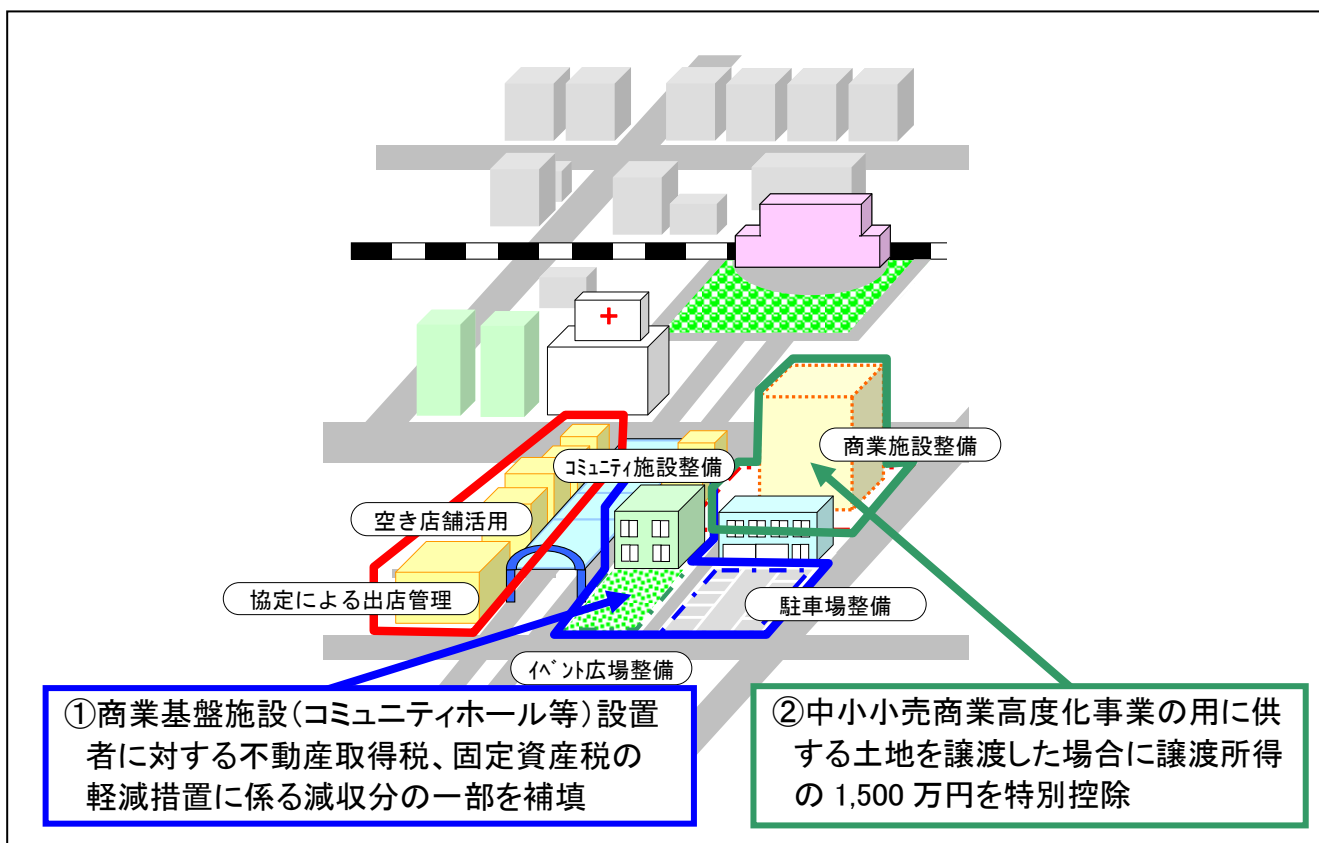 商業施設整備
コミュニティ施設整備
空き店舗活用
協定による出店管理
駐車場整備
イベント広場整備
①商業基盤施設(コミュニティホール等)設置
者に対する不動産取得税、固定資産税の
軽減措置に係る減収分の一部を補填
②中小小売商業高度化事業の用に供
する土地を譲渡した場合に譲渡所得
の 1,500 万円を特別控除